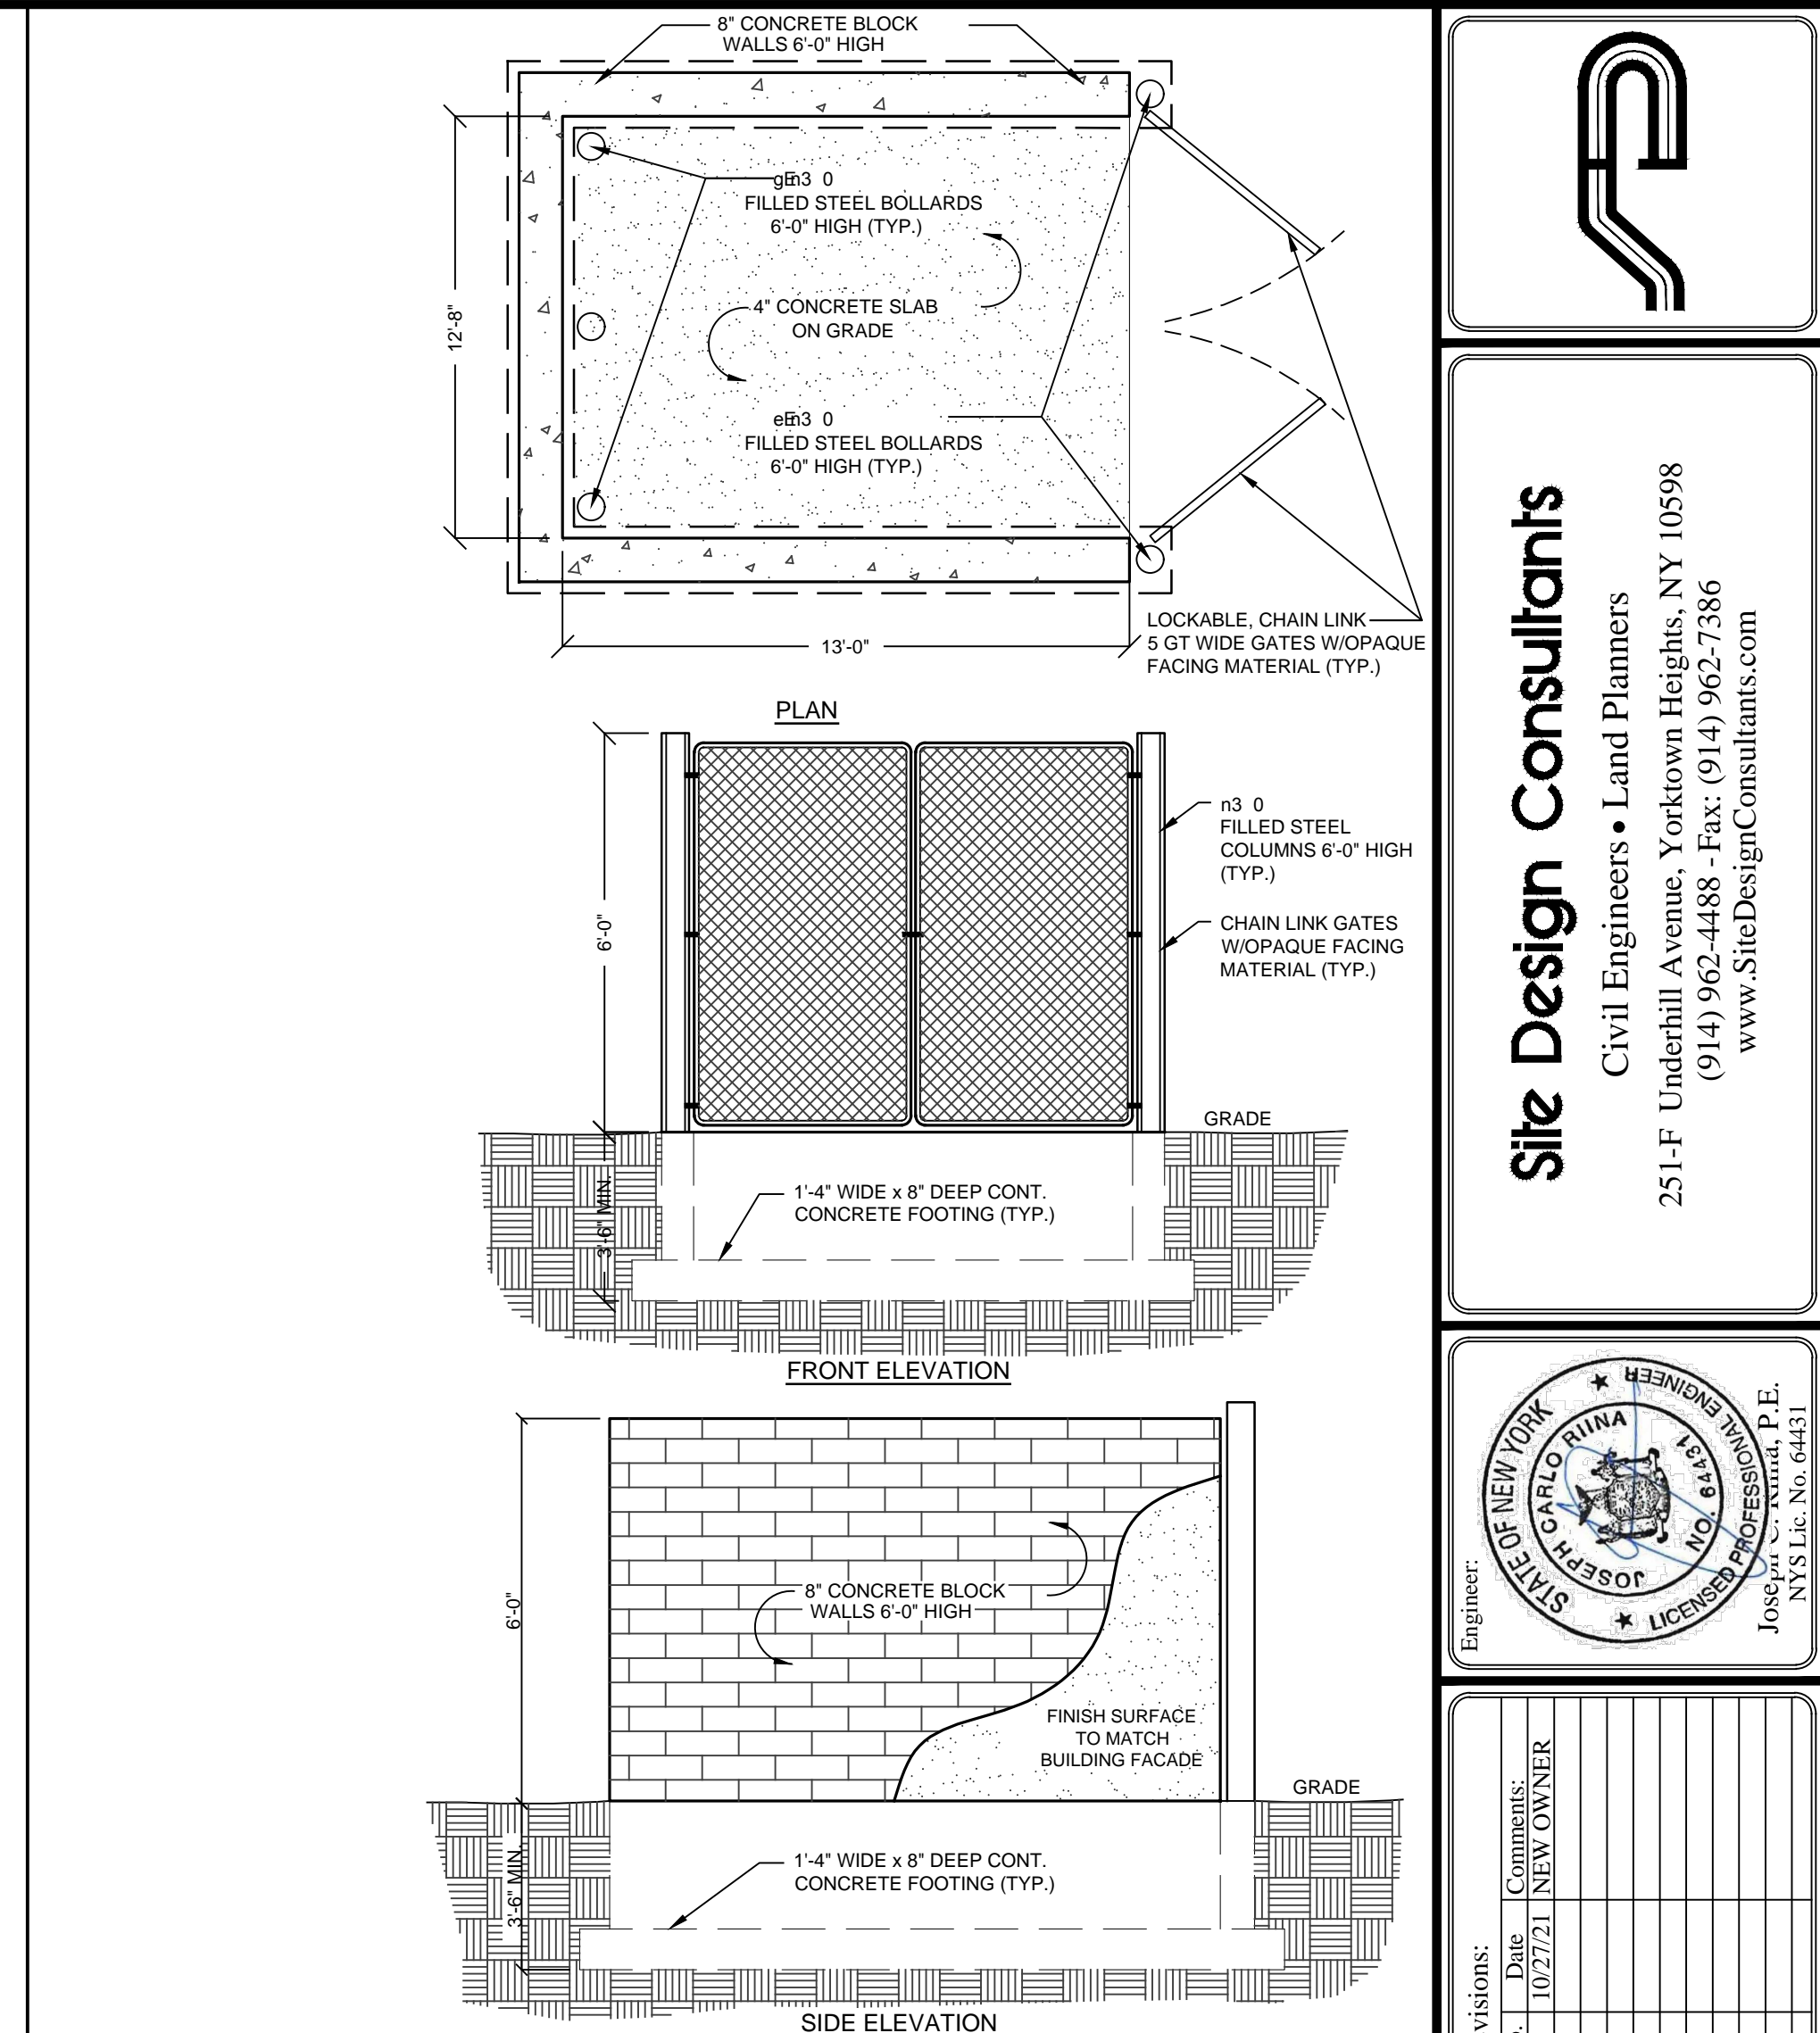 8" CONCRETE BLOCK
WALLS 6'-0" HIGH
12'-8"
gEn3 0
FILLED STEEL BOLLARDS
6'-0" HIGH (TYP.)
4" CONCRETE SLAB
ON GRADE
eEn3 0
FILLED STEEL BOLLARDS
6'-0" HIGH (TYP.)
13'-0"
LOCKABLE, CHAIN LINK
5 GT WIDE GATES W/OPAQUE
FACING MATERIAL (TYP.)
PLAN
6'-0"
n3 0
FILLED STEEL
COLUMNS 6'-0" HIGH
(TYP.)
CHAIN LINK GATES
W/OPAQUE FACING
MATERIAL (TYP.)
GRADE
3'-6" MIN.
1'-4" WIDE x 8" DEEP CONT.
CONCRETE FOOTING (TYP.)
FRONT ELEVATION
6'-0"
8" CONCRETE BLOCK
WALLS 6'-0" HIGH
FINISH SURFACE
TO MATCH
BUILDING FACADE
GRADE
3'-6" MIN.
1'-4" WIDE x 8" DEEP CONT.
CONCRETE FOOTING (TYP.)
SIDE ELEVATION
Site Design Consultants
Civil Engineers • Land Planners
251-F Underhill Avenue, Yorktown Heights, NY 10598
(914) 962-4488 - Fax: (914) 962-7386
www.SiteDesignConsultants.com
Engineer:
STATE OF NEW YORK
JOSEPH CARLO RIINA
NO. 64431
LICENSED PROFESSIONAL ENGINEER
Joseph C. Riina, P.E.
NYS Lic. No. 64431
visions:
Date Comments:
10/27/21 NEW OWNER